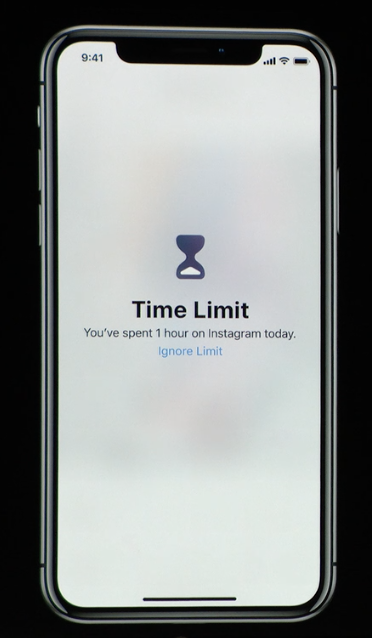 9:41
Time Limit
You've spent 1 hour on Instagram today.
Ignore Limit